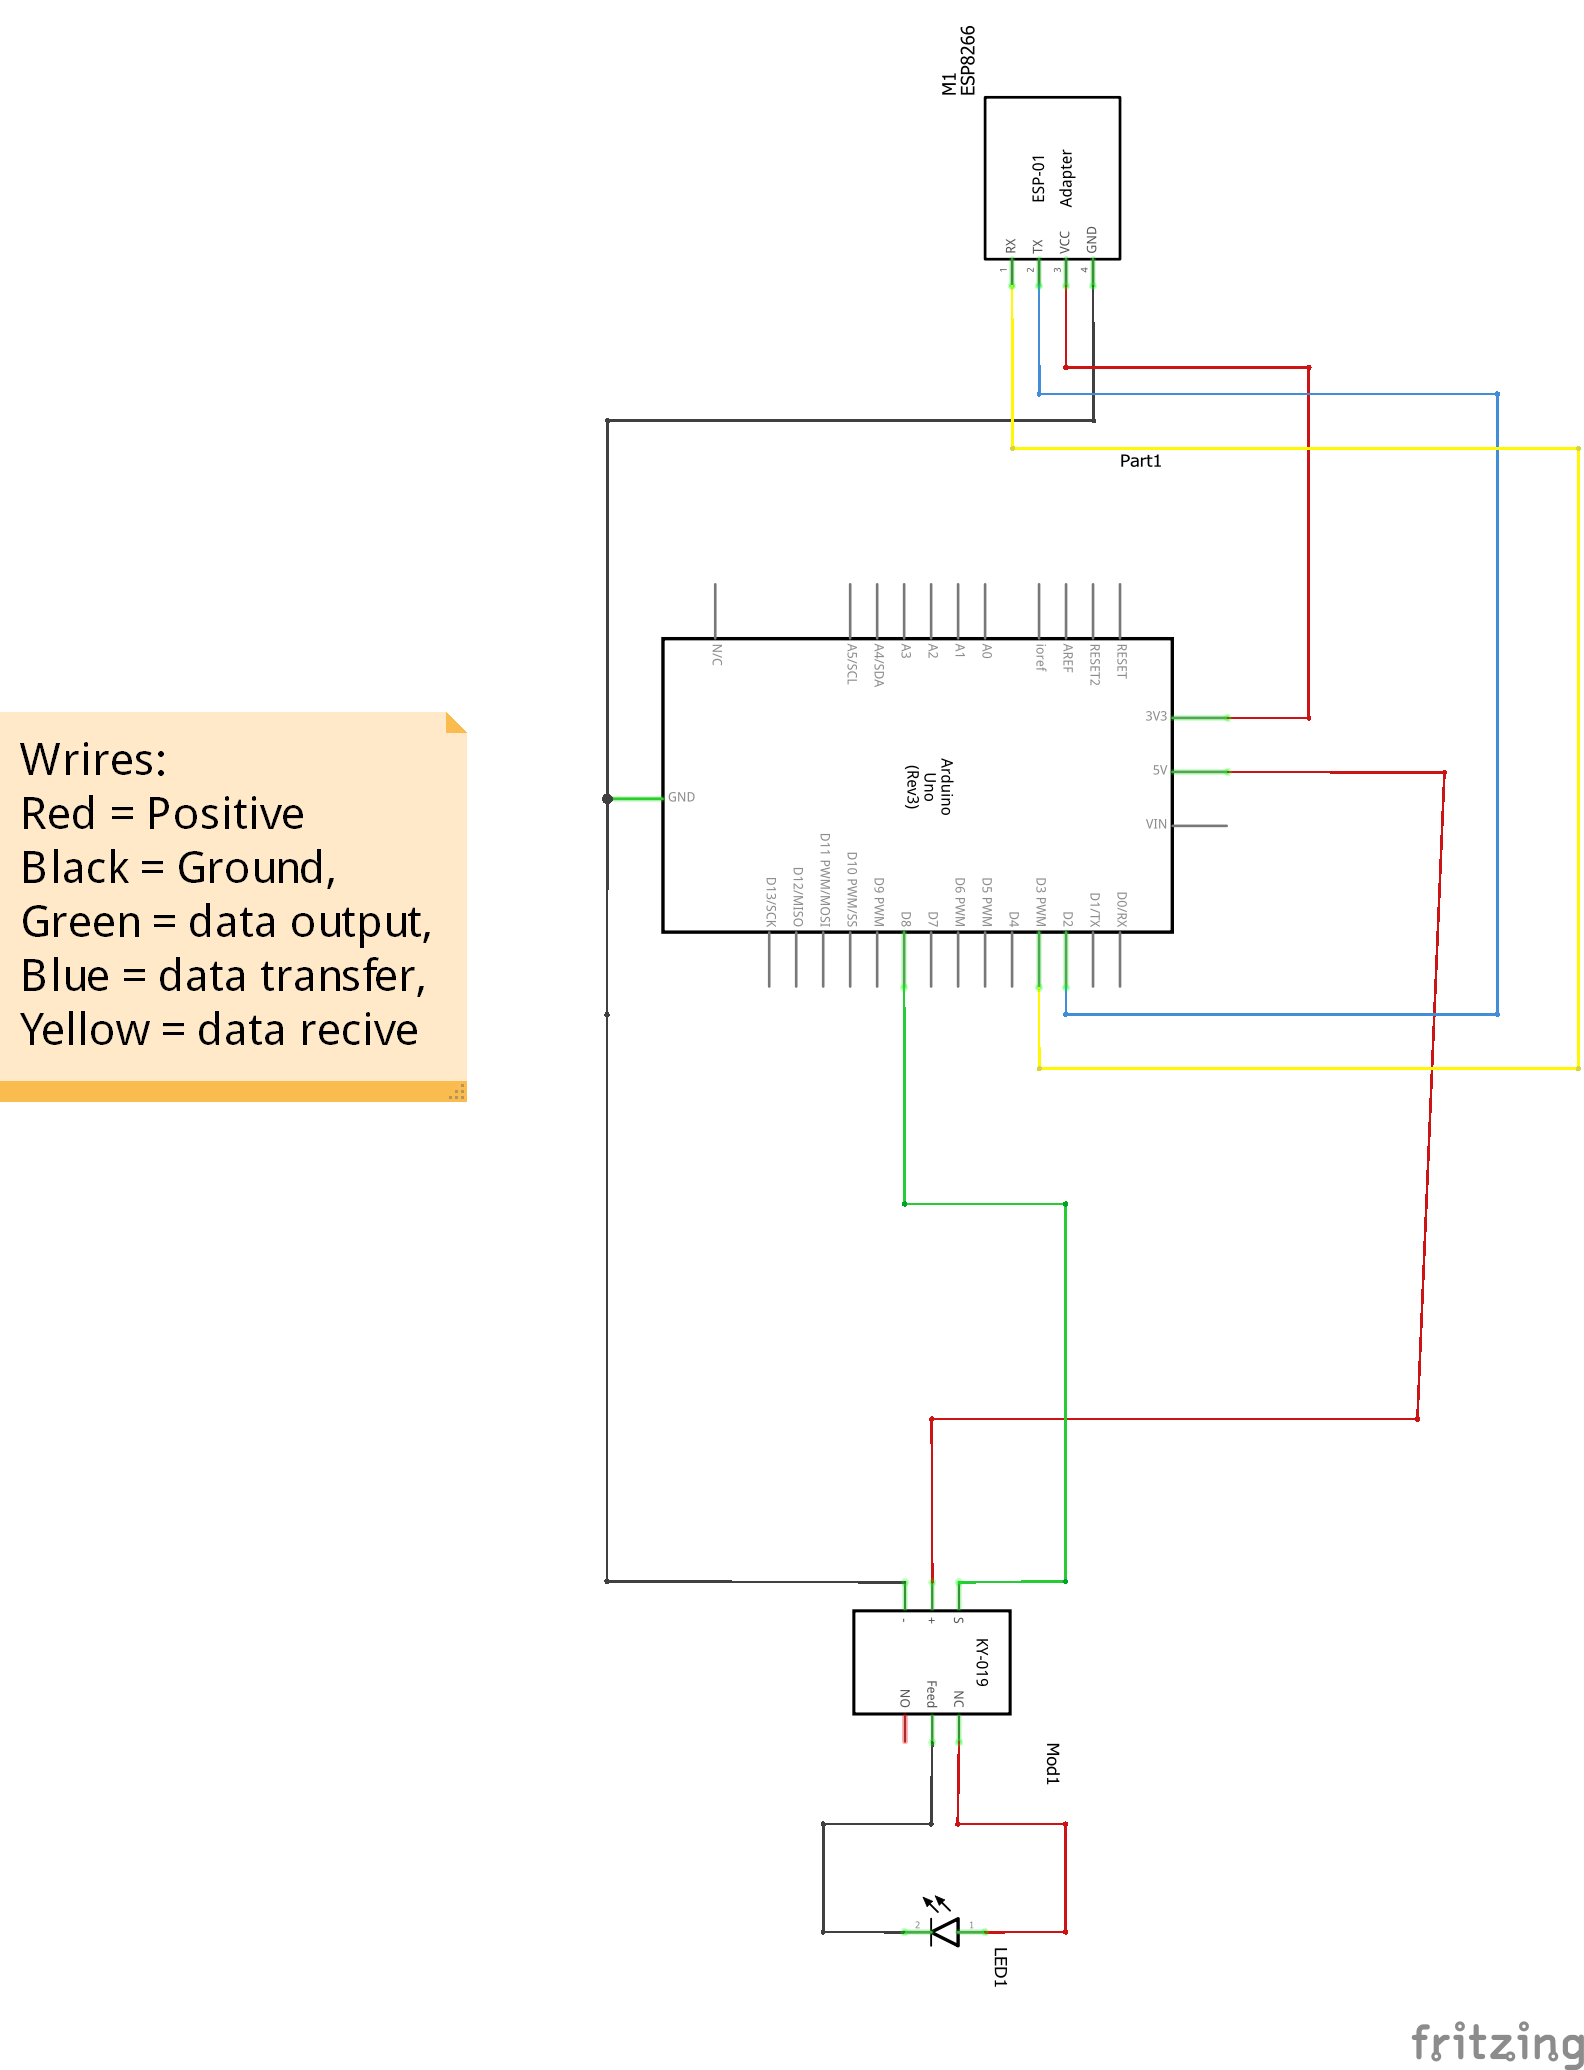 M1
ESP8266
ESP-01
Adapter
RX
TX
VCC
GND
1
2
3
4
Part1
N/C
A5/SCL
A4/SDA
A3
A2
A1
A0
ioref
AREF
RESET2
RESET
3V3
5V
VIN
GND
Arduino
Uno
(Rev3)
D13/SCK
D12/MISO
D11 PWM/MOSI
D10 PWM/SS
D9 PWM
D8
D7
D6 PWM
D5 PWM
D4
D3 PWM
D2
D1/TX
D0/RX
Wrires:
Red = Positive
Black = Ground,
Green = data output,
Blue = data transfer,
Yellow = data recive
-
+
S
KY-019
NO
Feed
NC
Mod1
2
1
LED1
fritzing